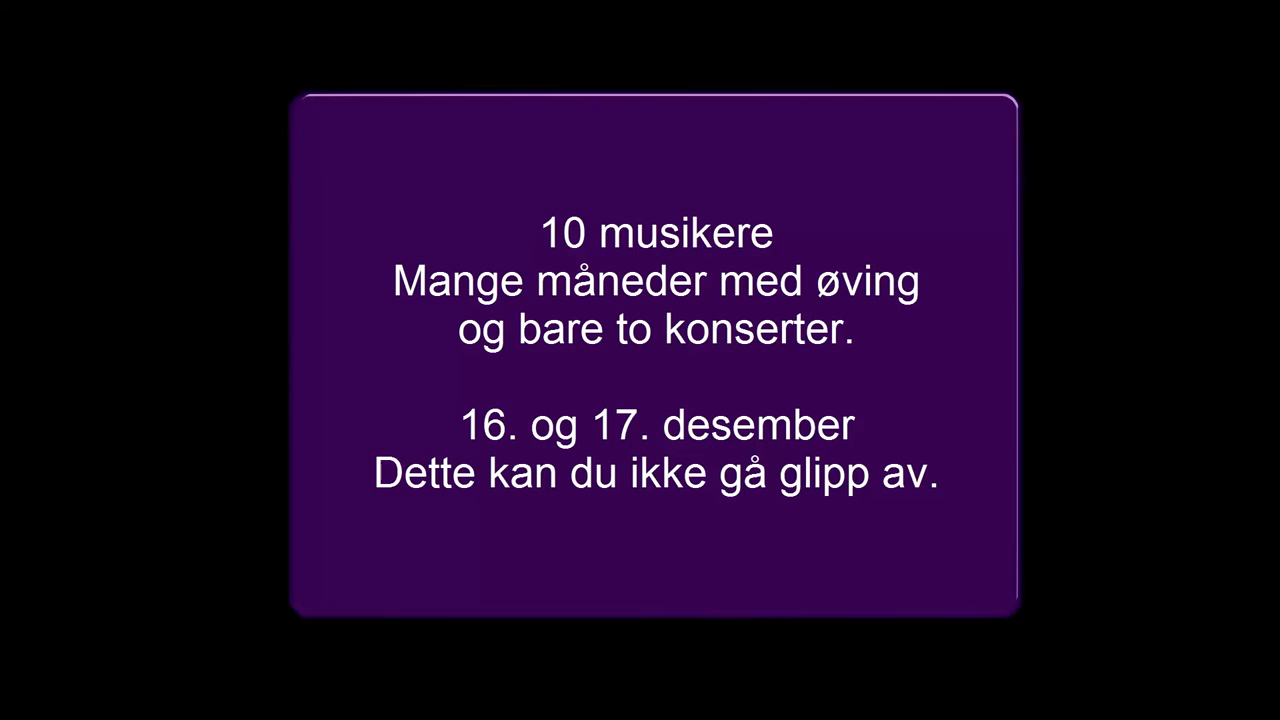 10 musikere
Mange måneder med øving
og bare to konserter.
16. og 17. desember
Dette kan du ikke gå glipp av.